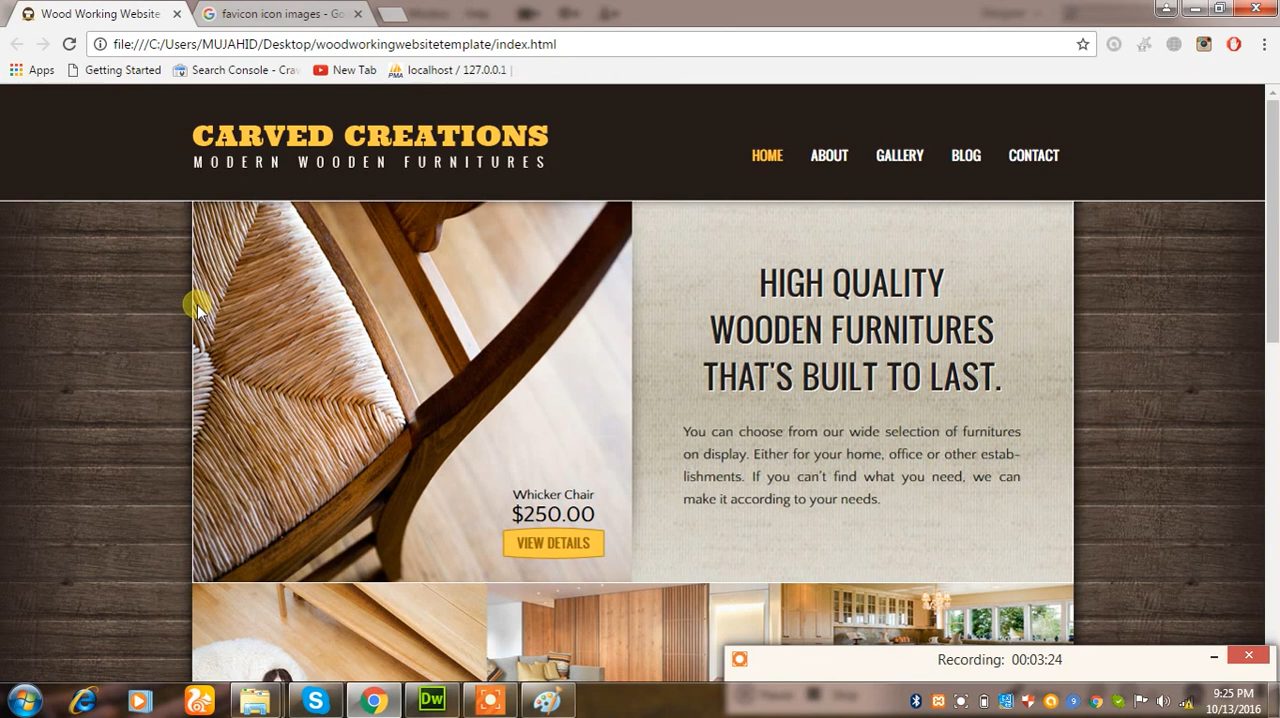 Wood Working Website
favicon icon images - Go
file:///C:/Users/MUJAHID/Desktop/woodworkingwebsitetemplate/index.html
Apps
Getting Started
Search Console - Crav
New Tab
localhost / 127.0.0.1 |
CARVED CREATIONS
MODERN WOODEN FURNITURES
HOME
ABOUT
GALLERY
BLOG
CONTACT
HIGH QUALITY
WOODEN FURNITURES
THAT'S BUILT TO LAST.
You can choose from our wide selection of furnitures
on display. Either for your home, office or other estab-
lishments. If you can't find what you need, we can
make it according to your needs.
Whicker Chair
$250.00
VIEW DETAILS
Recording: 00:03:24
Dw
9:25 PM
10/13/2016